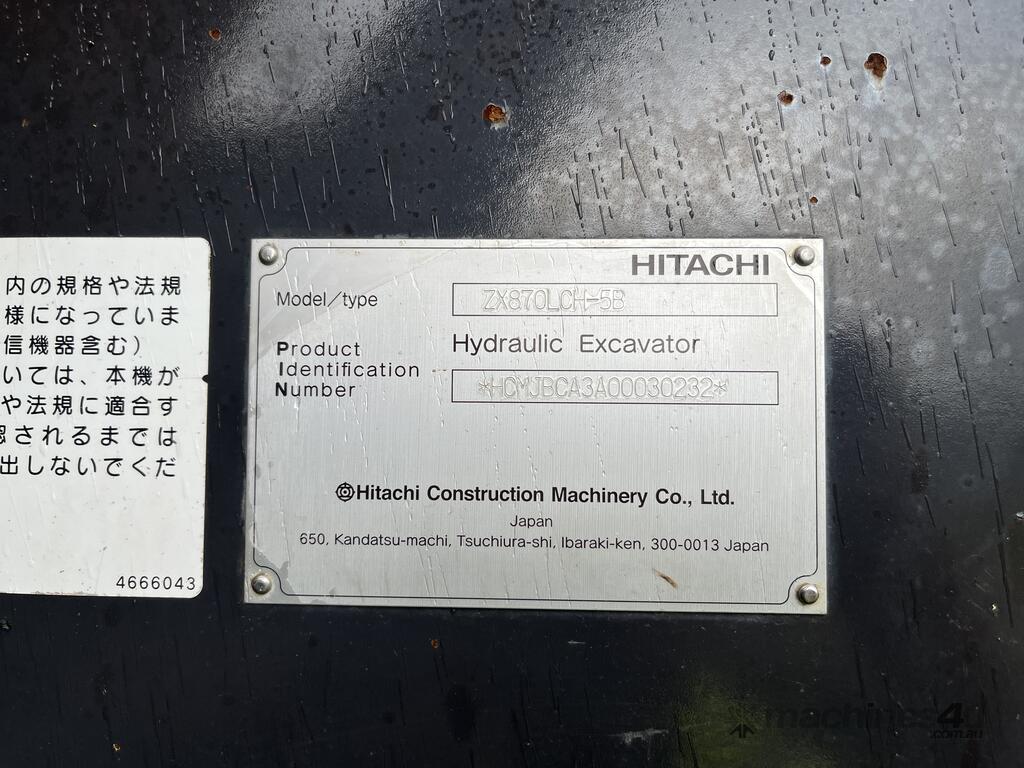 内の規格や法規
様になっていま
信機器含む）
いては、本機が
や法規に適合す
認されるまでは
出しないでくだ
4666043
HITACHI
Model/type ZX870LCH-5B
Hydraulic Excavator
Product
Identification
Number *HCMJBCA3A00030232*
Hitachi Construction Machinery Co., Ltd.
Japan
650, Kandatsu-machi, Tsuchiura-shi, Ibaraki-ken, 300-0013 Japan
machines4u
.com.au